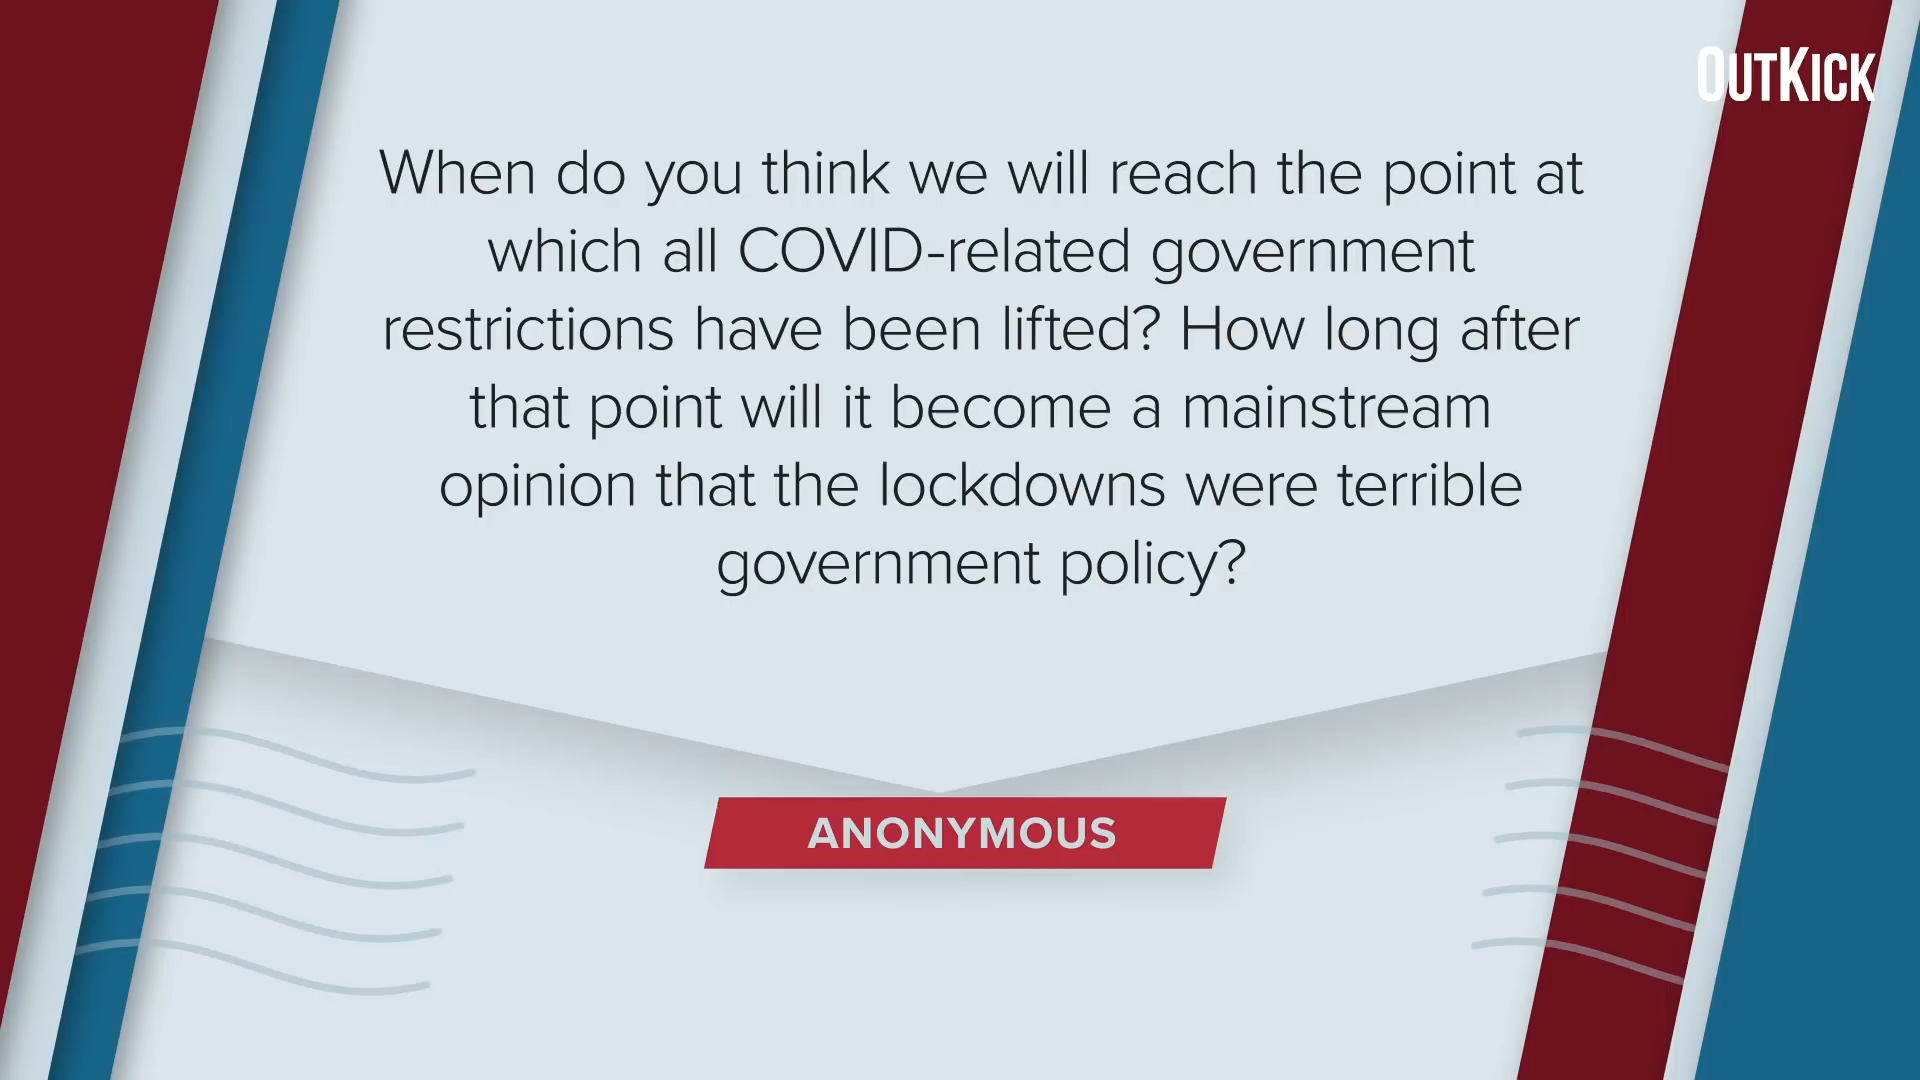 OUTKICK
When do you think we will reach the point at
which all COVID-related government
restrictions have been lifted? How long after
that point will it become a mainstream
opinion that the lockdowns were terrible
government policy?
ANONYMOUS